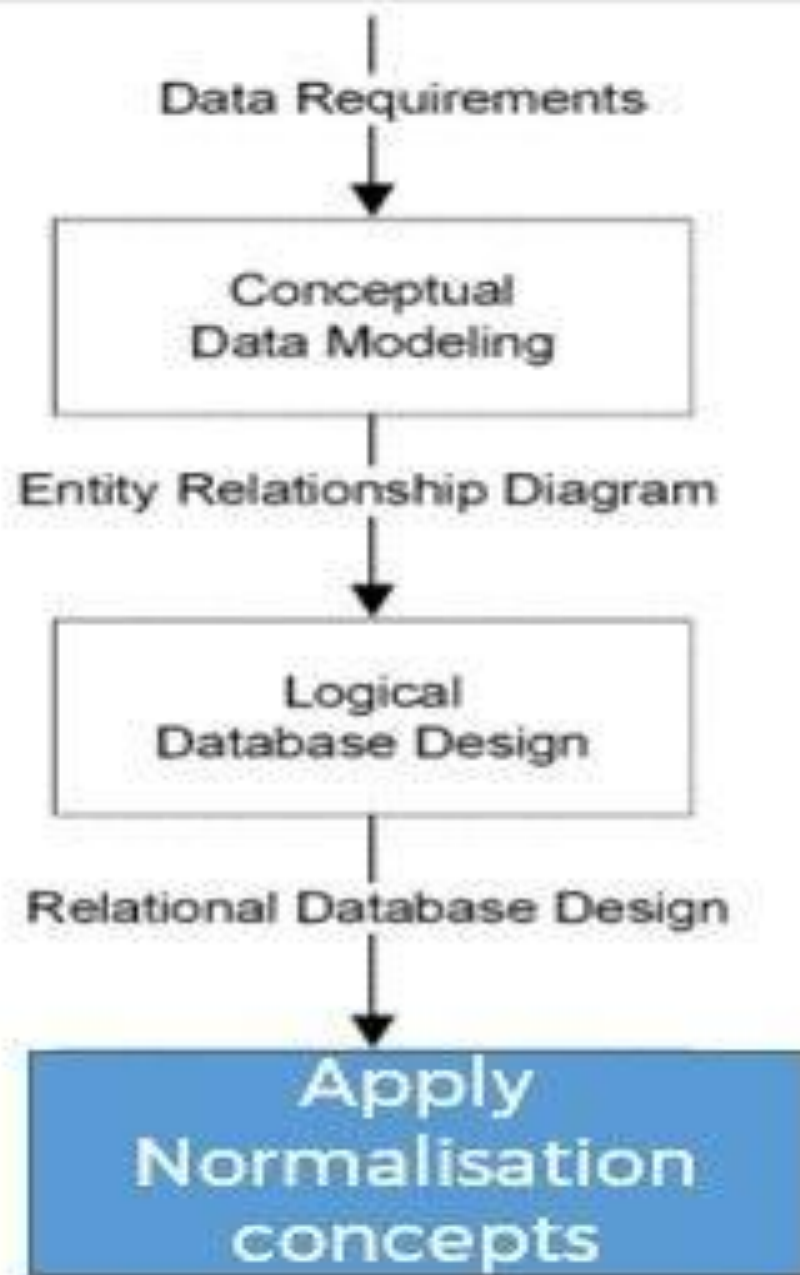 Data Requirements
Conceptual
Data Modeling
Entity Relationship Diagram
Logical
Database Design
Relational Database Design
Apply
Normalisation
concepts